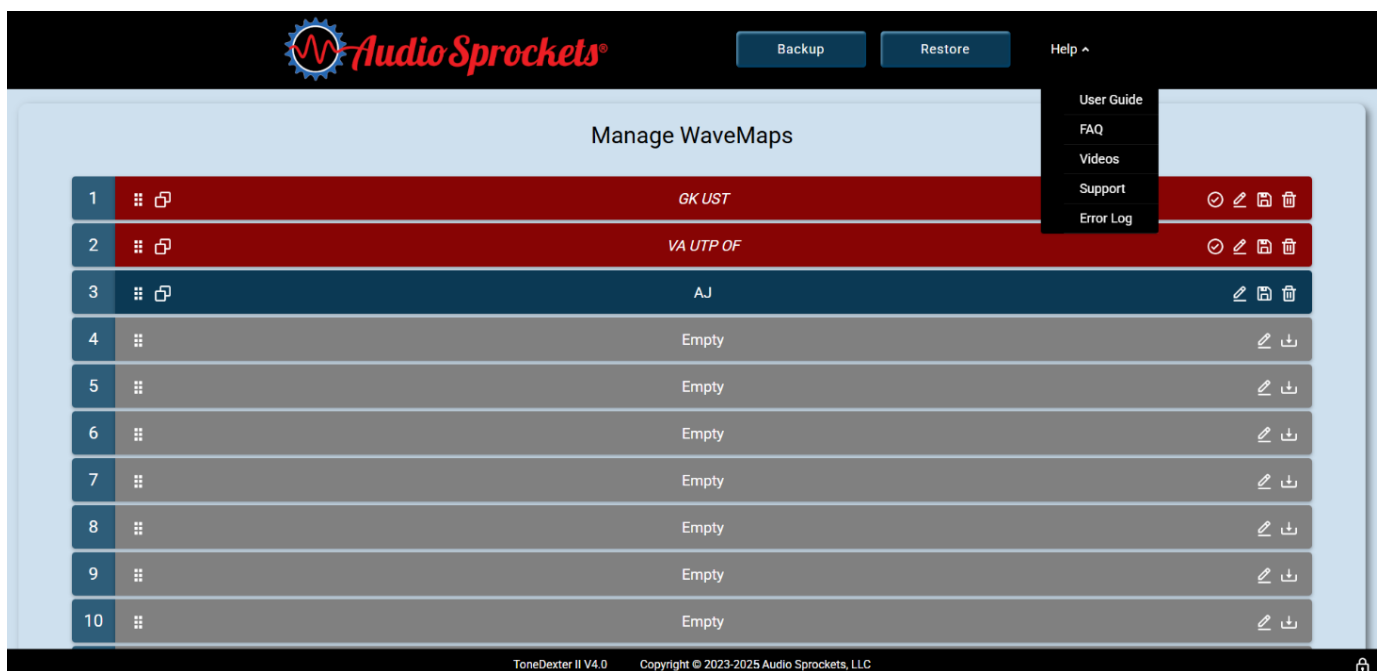 Audio Sprockets®
Backup Restore Help
User Guide
FAQ
Videos
Support
Error Log
Manage WaveMaps
1 GK UST
2 VA UTP OF
3 AJ
4 Empty
5 Empty
6 Empty
7 Empty
8 Empty
9 Empty
10 Empty
ToneDexter II V4.0 Copyright © 2023-2025 Audio Sprockets, LLC